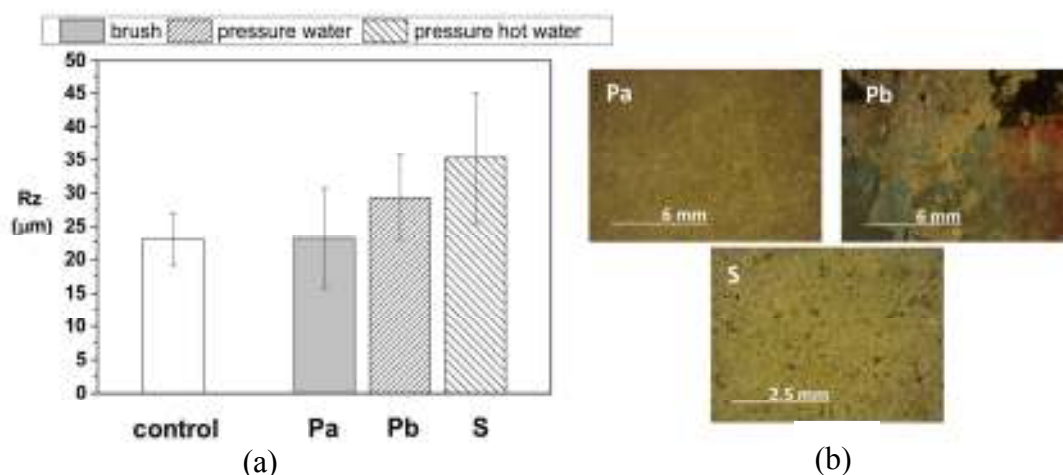 brush pressure water pressure hot water
50
45
40
35
30
25
20
15
10
5
0
Rz
(μm)
control Pa Pb S
(a)
Pa
6 mm
Pb
6 mm
S
2.5 mm
(b)